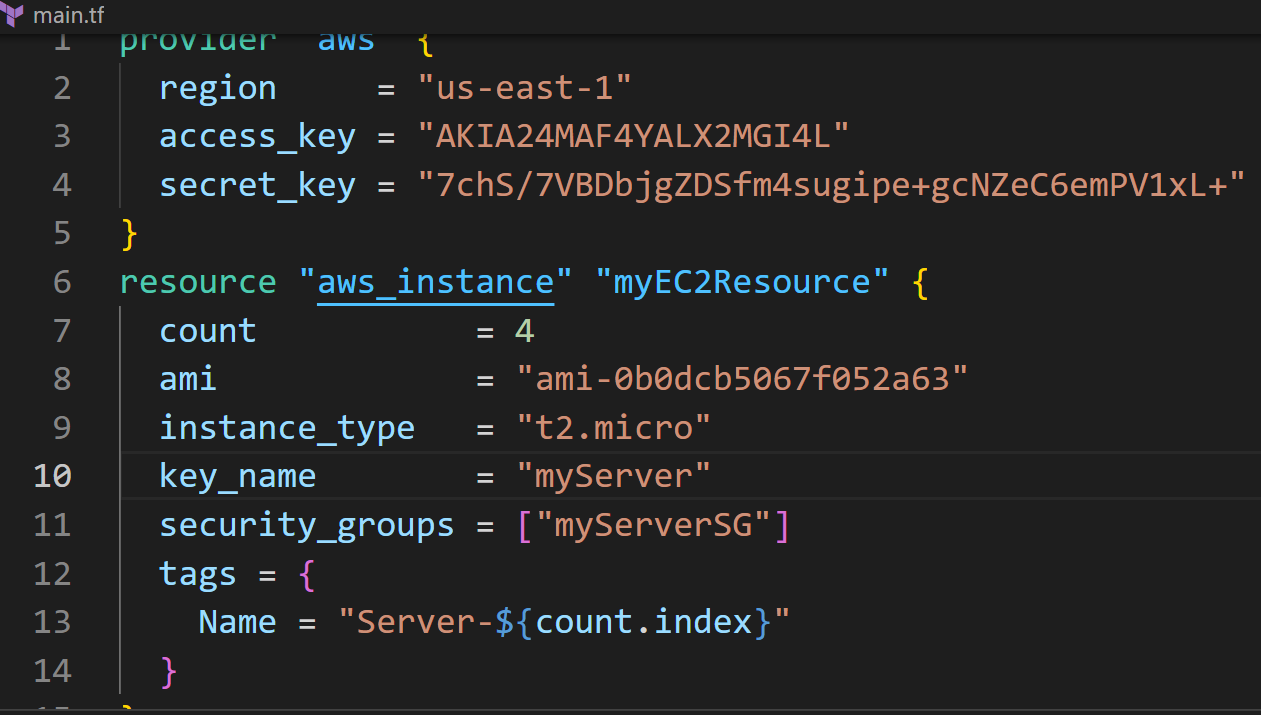 main.tf
1 provider "aws" {
2 region = "us-east-1"
3 access_key = "AKIA24MAF4YALX2MGI4L"
4 secret_key = "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"
5 }
6 resource "aws_instance" "myEC2Resource" {
7 count = 4
8 ami = "ami-0b0dcb5067f052a63"
9 instance_type = "t2.micro"
10 key_name = "myServer"
11 security_groups = ["myServerSG"]
12 tags = {
13 Name = "Server-${count.index}"
14 }